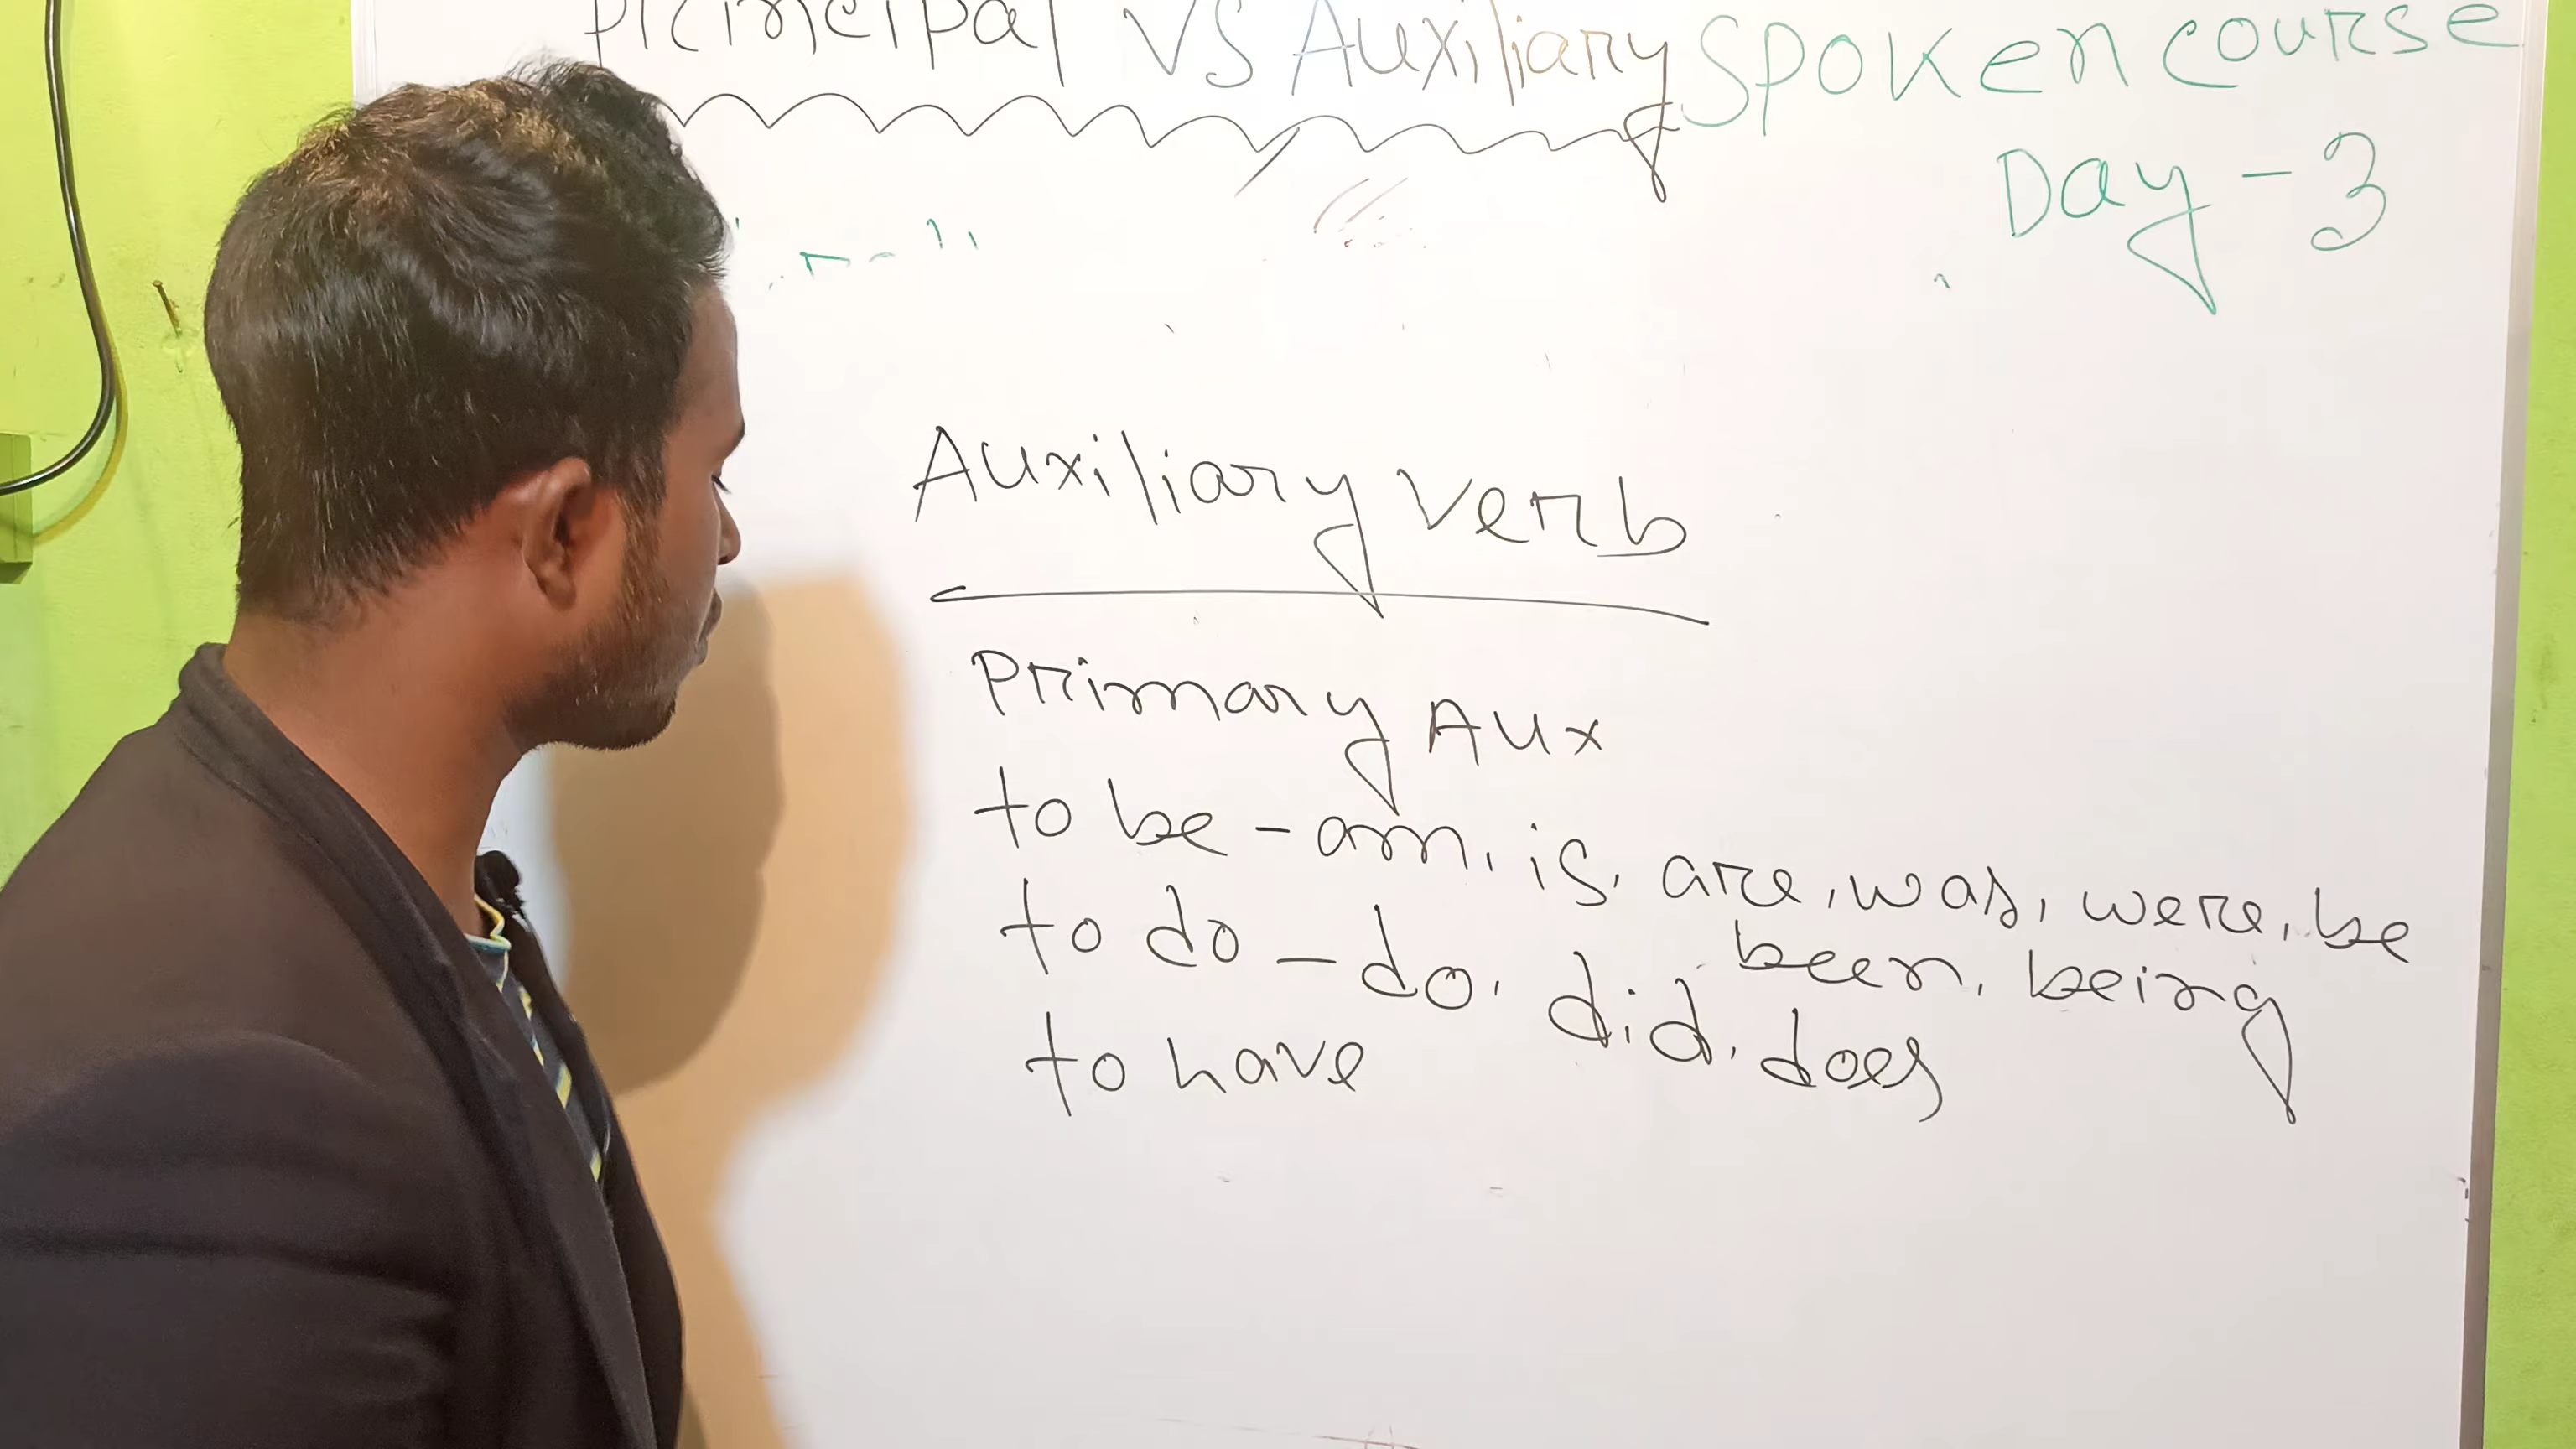 Principal VS Auxiliary
Spoken course
Day - 3
Auxiliary verb
Primary Aux
to be - am, is, are, was, were, be
been, being
to do - do, did, does
to have